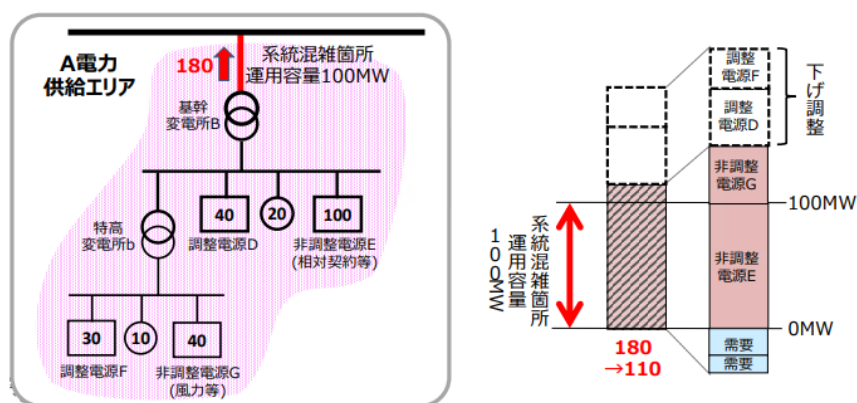 A電力
供給エリア
180
系統混雑箇所
運用容量100MW
基幹
変電所B
特高
変電所b
40
20
100
調整電源D
非調整電源E
(相対契約等)
30
10
40
調整電源F
非調整電源G
(風力等)
調整
電源F
調整
電源D
下げ調整
非調整
電源G
100MW
系統混雑箇所
運用容量
100MW
非調整
電源E
0MW
180
→110
需要
需要